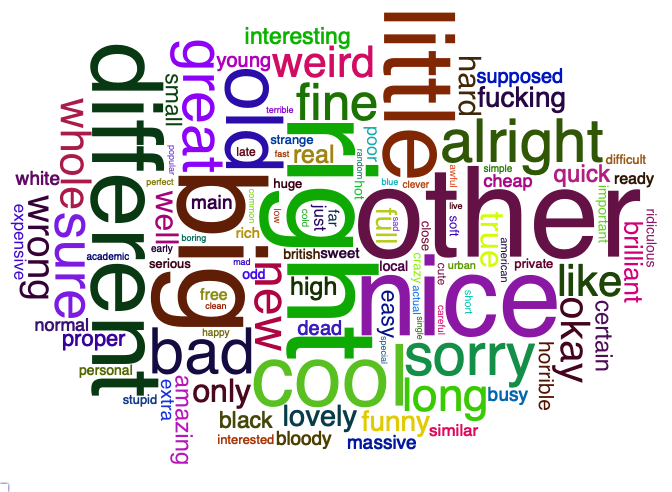 interesting
little
young
weird
hard
supposed
great
old
different
small
fine
fucking
terrible
right
poor
alright
whole
strange
late
fast
real
random
hot
difficult
popular
huge
blue
clever
awful
simple
cheap
quick
ready
white
perfect
main
common
low
cold
far
just
full
sad
other
live
soft
true
important
ridiculous
wrong
expensive
sure
well
big
rich
close
american
brilliant
boring
early
academic
serious
mad
odd
british
sweet
local
crazy
cute
urban
private
like
new
high
nice
free
clean
easy
actual
single
careful
short
okay
certain
normal
proper
happy
dead
special
bad
cool
sorry
horrible
personal
stupid
extra
amazing
only
long
busy
black
lovely
funny
similar
interested
bloody
massive